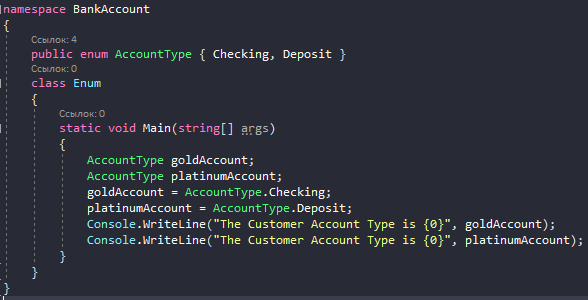 namespace BankAccount
{
Ссылок: 4
public enum AccountType { Checking, Deposit }
Ссылок: 0
class Enum
{
Ссылок: 0
static void Main(string[] args)
{
AccountType goldAccount;
AccountType platinumAccount;
goldAccount = AccountType.Checking;
platinumAccount = AccountType.Deposit;
Console.WriteLine("The Customer Account Type is {0}", goldAccount);
Console.WriteLine("The Customer Account Type is {0}", platinumAccount);
}
}
}